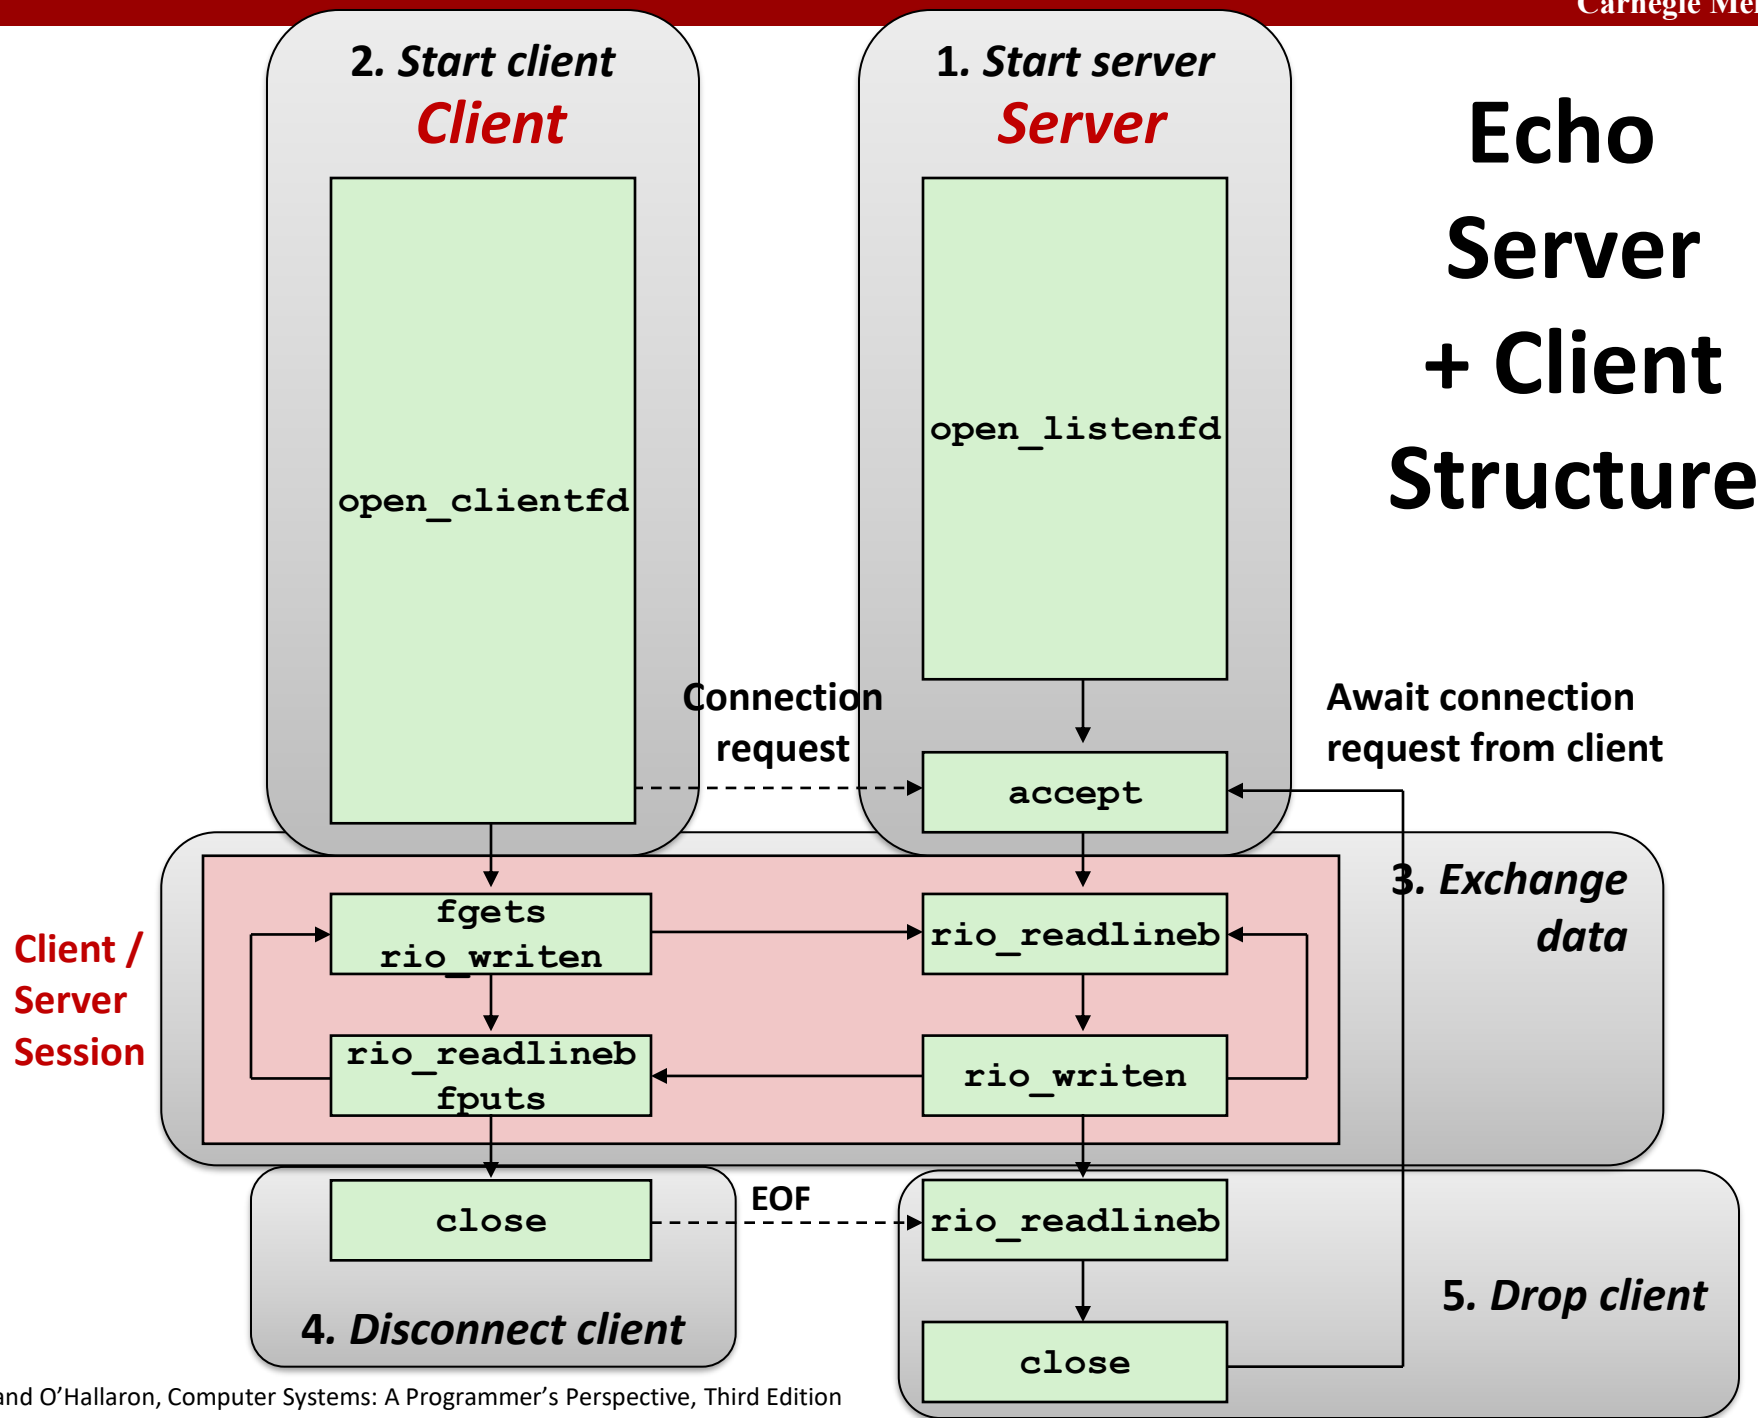 Carnegie Mel
2. Start client
Client
1. Start server
Server
Echo
Server
+ Client
Structure
open_clientfd
open_listenfd
Connection
request
Await connection
request from client
accept
3. Exchange
data
Client /
Server
Session
fgets
rio_writen
rio_readlineb
rio_readlineb
fputs
rio_writen
close
EOF
rio_readlineb
4. Disconnect client
5. Drop client
close
and O'Hallaron, Computer Systems: A Programmer's Perspective, Third Edition